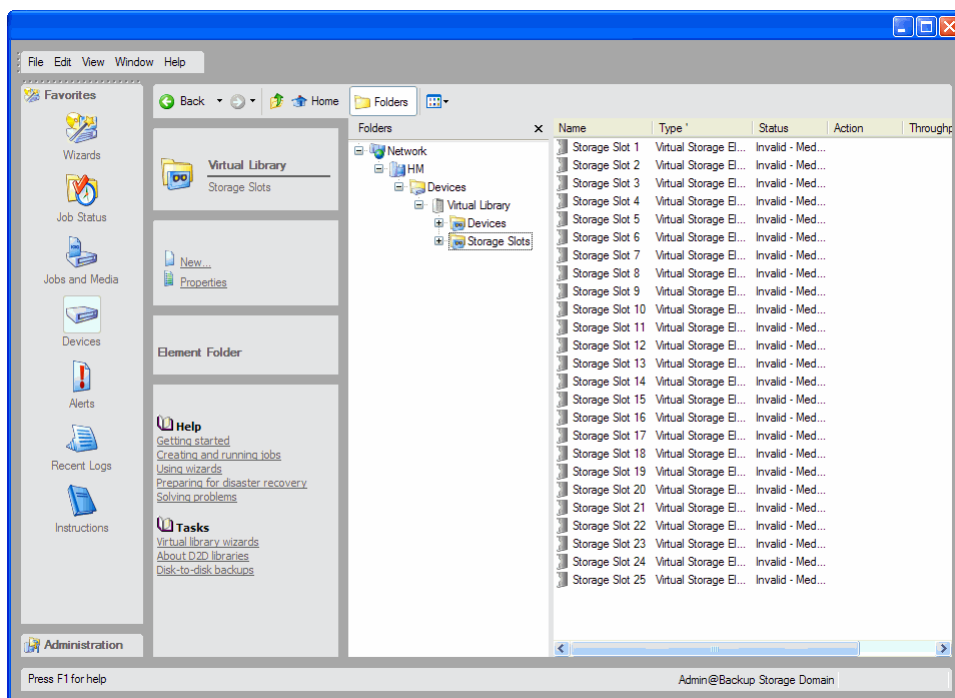 File Edit View Window Help
Favorites
Wizards
Job Status
Jobs and Media
Devices
Alerts
Recent Logs
Instructions
Administration
Back Home Folders
Virtual Library
Storage Slots
New...
Properties
Element Folder
Help
Getting started
Creating and running jobs
Using wizards
Preparing for disaster recovery
Solving problems
Tasks
Virtual library wizards
About D2D libraries
Disk-to-disk backups
Folders x
Network
HM
Devices
Virtual Library
Devices
Storage Slots
Name Type Status Action Throughp
Storage Slot 1 Virtual Storage El... Invalid - Med...
Storage Slot 2 Virtual Storage El... Invalid - Med...
Storage Slot 3 Virtual Storage El... Invalid - Med...
Storage Slot 4 Virtual Storage El... Invalid - Med...
Storage Slot 5 Virtual Storage El... Invalid - Med...
Storage Slot 6 Virtual Storage El... Invalid - Med...
Storage Slot 7 Virtual Storage El... Invalid - Med...
Storage Slot 8 Virtual Storage El... Invalid - Med...
Storage Slot 9 Virtual Storage El... Invalid - Med...
Storage Slot 10 Virtual Storage El... Invalid - Med...
Storage Slot 11 Virtual Storage El... Invalid - Med...
Storage Slot 12 Virtual Storage El... Invalid - Med...
Storage Slot 13 Virtual Storage El... Invalid - Med...
Storage Slot 14 Virtual Storage El... Invalid - Med...
Storage Slot 15 Virtual Storage El... Invalid - Med...
Storage Slot 16 Virtual Storage El... Invalid - Med...
Storage Slot 17 Virtual Storage El... Invalid - Med...
Storage Slot 18 Virtual Storage El... Invalid - Med...
Storage Slot 19 Virtual Storage El... Invalid - Med...
Storage Slot 20 Virtual Storage El... Invalid - Med...
Storage Slot 21 Virtual Storage El... Invalid - Med...
Storage Slot 22 Virtual Storage El... Invalid - Med...
Storage Slot 23 Virtual Storage El... Invalid - Med...
Storage Slot 24 Virtual Storage El... Invalid - Med...
Storage Slot 25 Virtual Storage El... Invalid - Med...
Press F1 for help
Admin@Backup Storage Domain